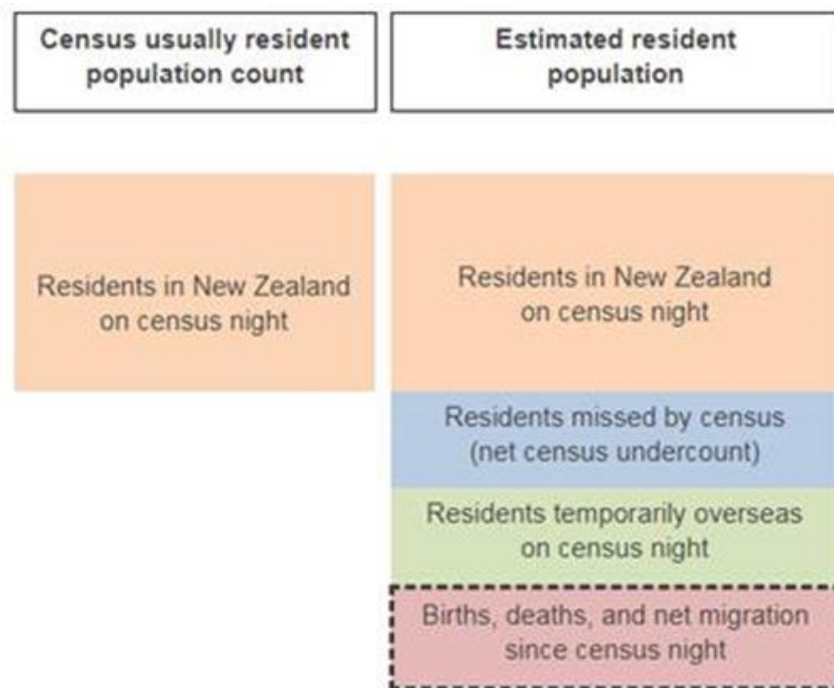 Census usually resident
population count
Estimated resident
population
Residents in New Zealand
on census night
Residents in New Zealand
on census night
Residents missed by census
(net census undercount)
Residents temporarily overseas
on census night
Births, deaths, and net migration
since census night